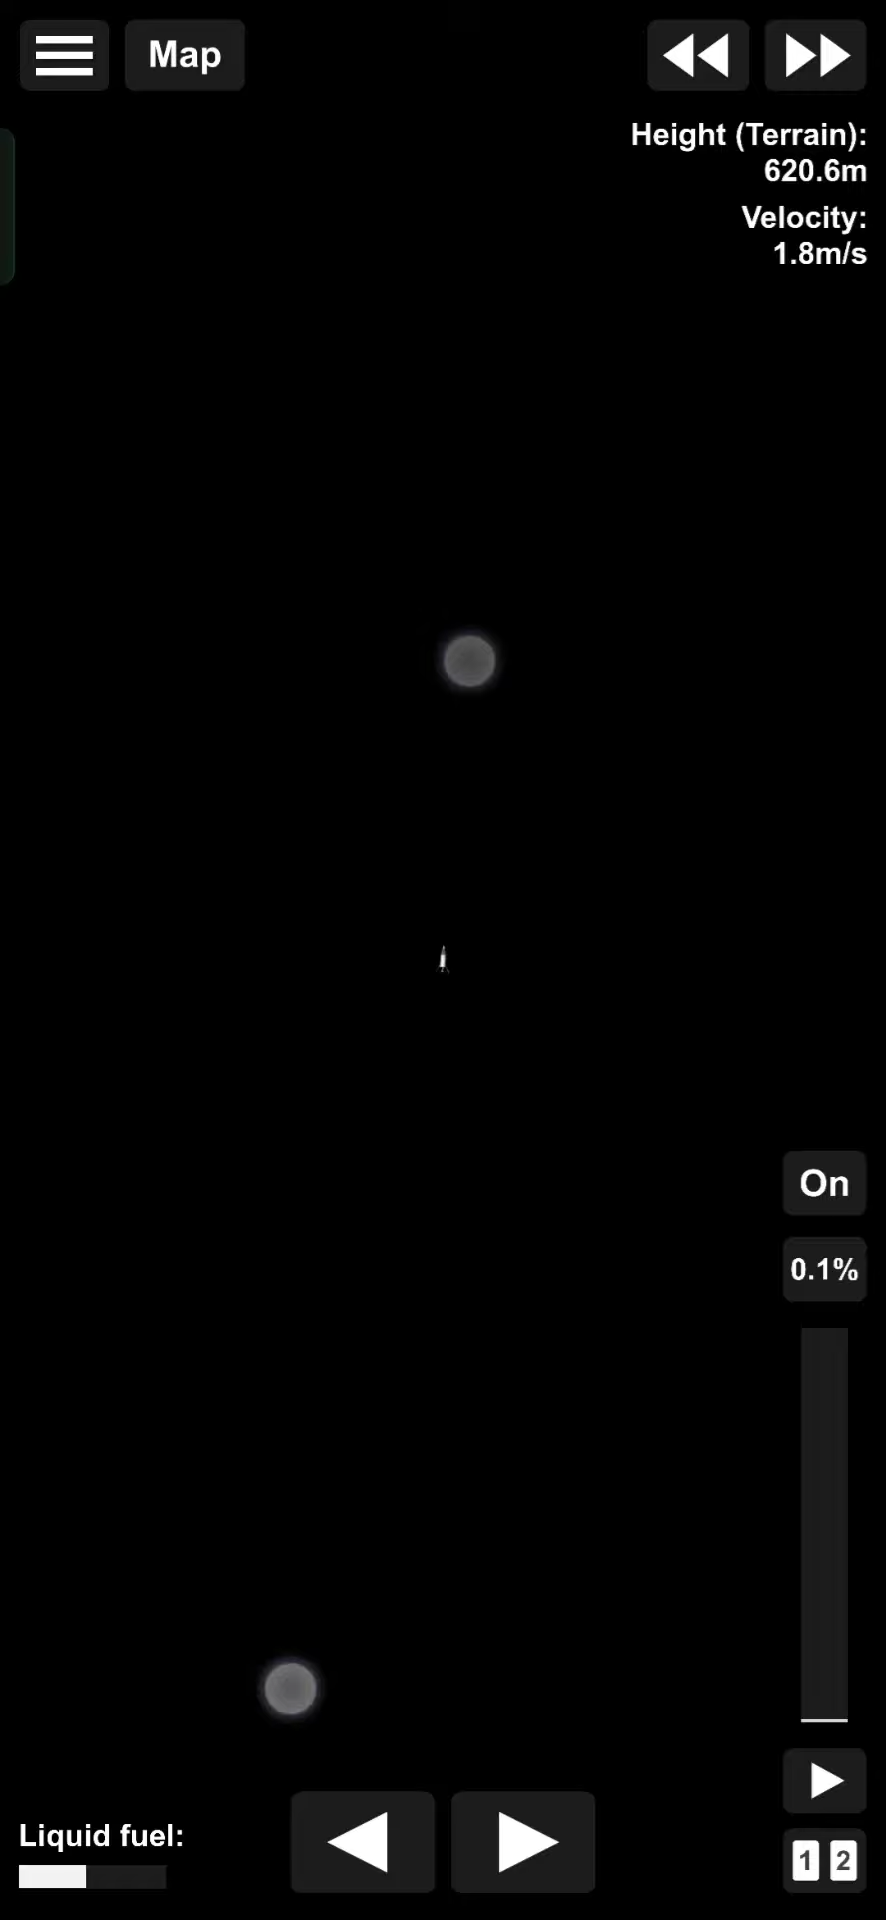 Map
Height (Terrain):
620.6m
Velocity:
1.8m/s
On
0.1%
Liquid fuel:
1 2